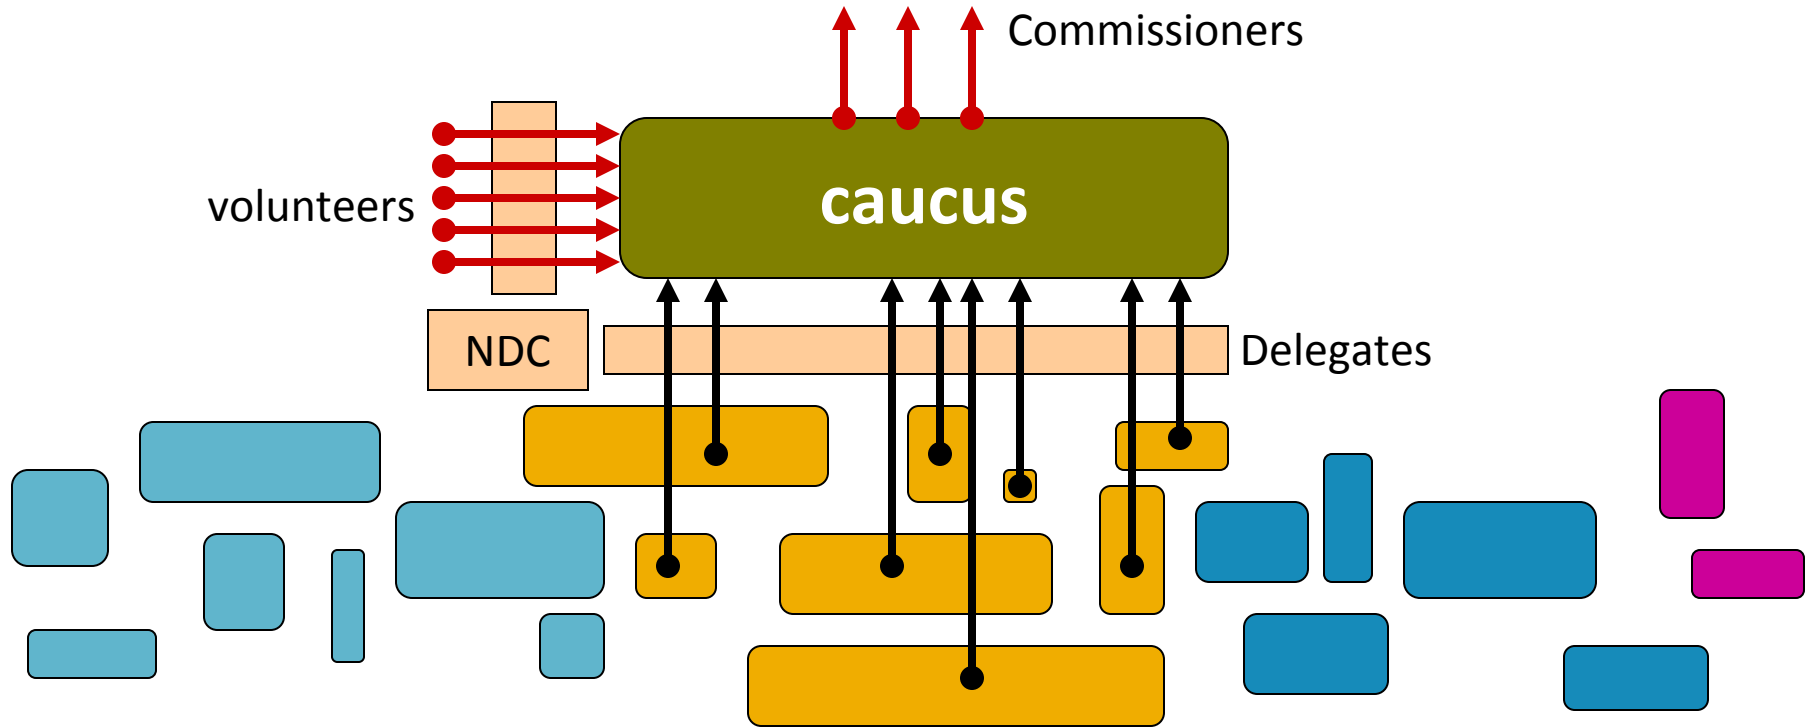 Commissioners
volunteers
caucus
NDC
Delegates